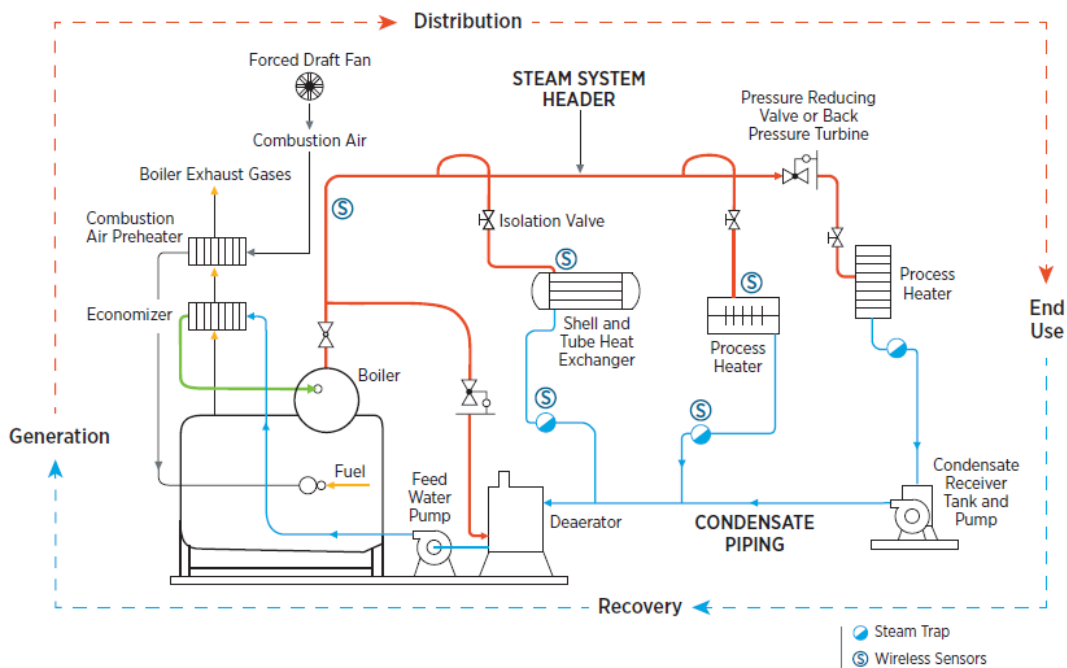 Distribution
Forced Draft Fan
Combustion Air
Boiler Exhaust Gases
Combustion
Air Preheater
Economizer
STEAM SYSTEM
HEADER
Pressure Reducing
Valve or Back
Pressure Turbine
S
Isolation Valve
S
Shell and
Tube Heat
Exchanger
S
Process
Heater
Process
Heater
End
Use
Boiler
S
S
Generation
Fuel
Feed
Water
Pump
Deaerator
CONDENSATE
PIPING
Condensate
Receiver
Tank and
Pump
Recovery
Steam Trap
S Wireless Sensors